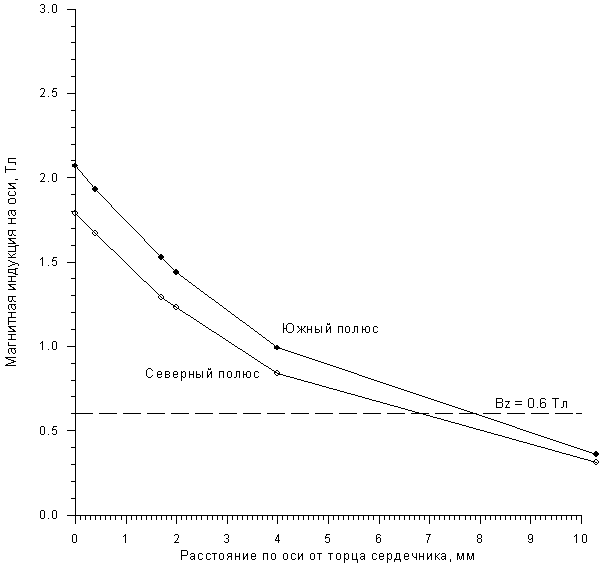 3.0
2.5
2.0
1.5
1.0
0.5
0.0
Магнитная индукция на оси, Тл
Южный полюс
Северный полюс
Bz = 0.6 Тл
0 1 2 3 4 5 6 7 8 9 10
Расстояние по оси от торца сердечника, мм